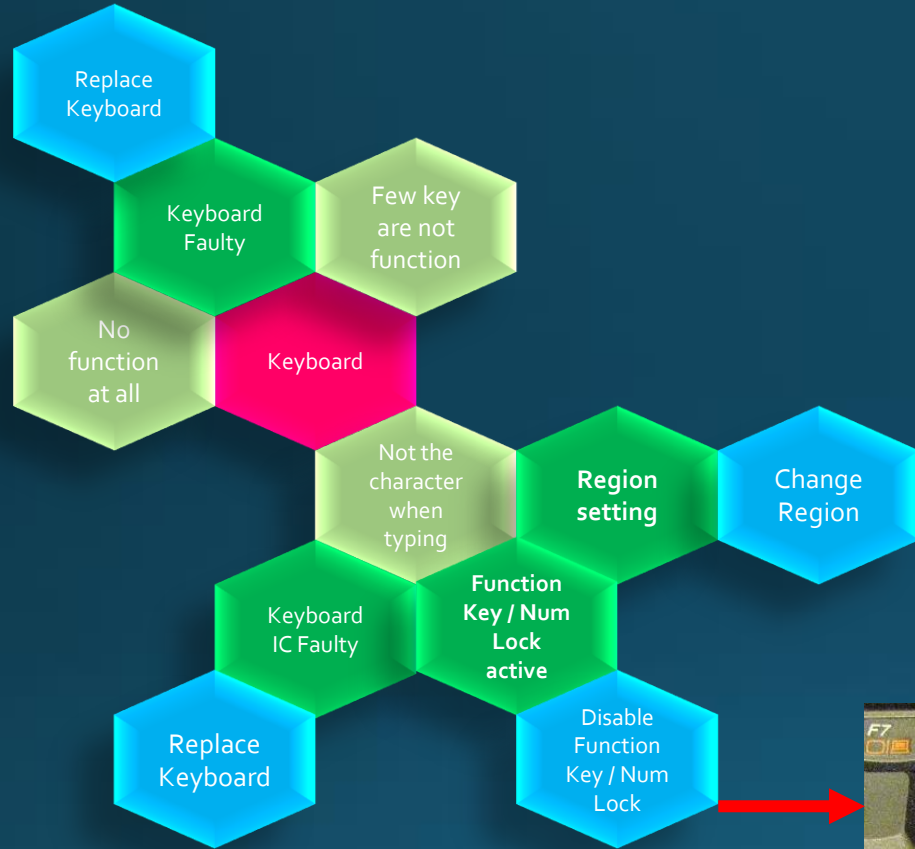 Replace
Keyboard
Keyboard
Faulty
Few key
are not
function
No
function
at all
Keyboard
Not the
character
when
typing
Region
setting
Change
Region
Keyboard
IC Faulty
Function
Key / Num
Lock
active
Replace
Keyboard
Disable
Function
Key / Num
Lock
F7